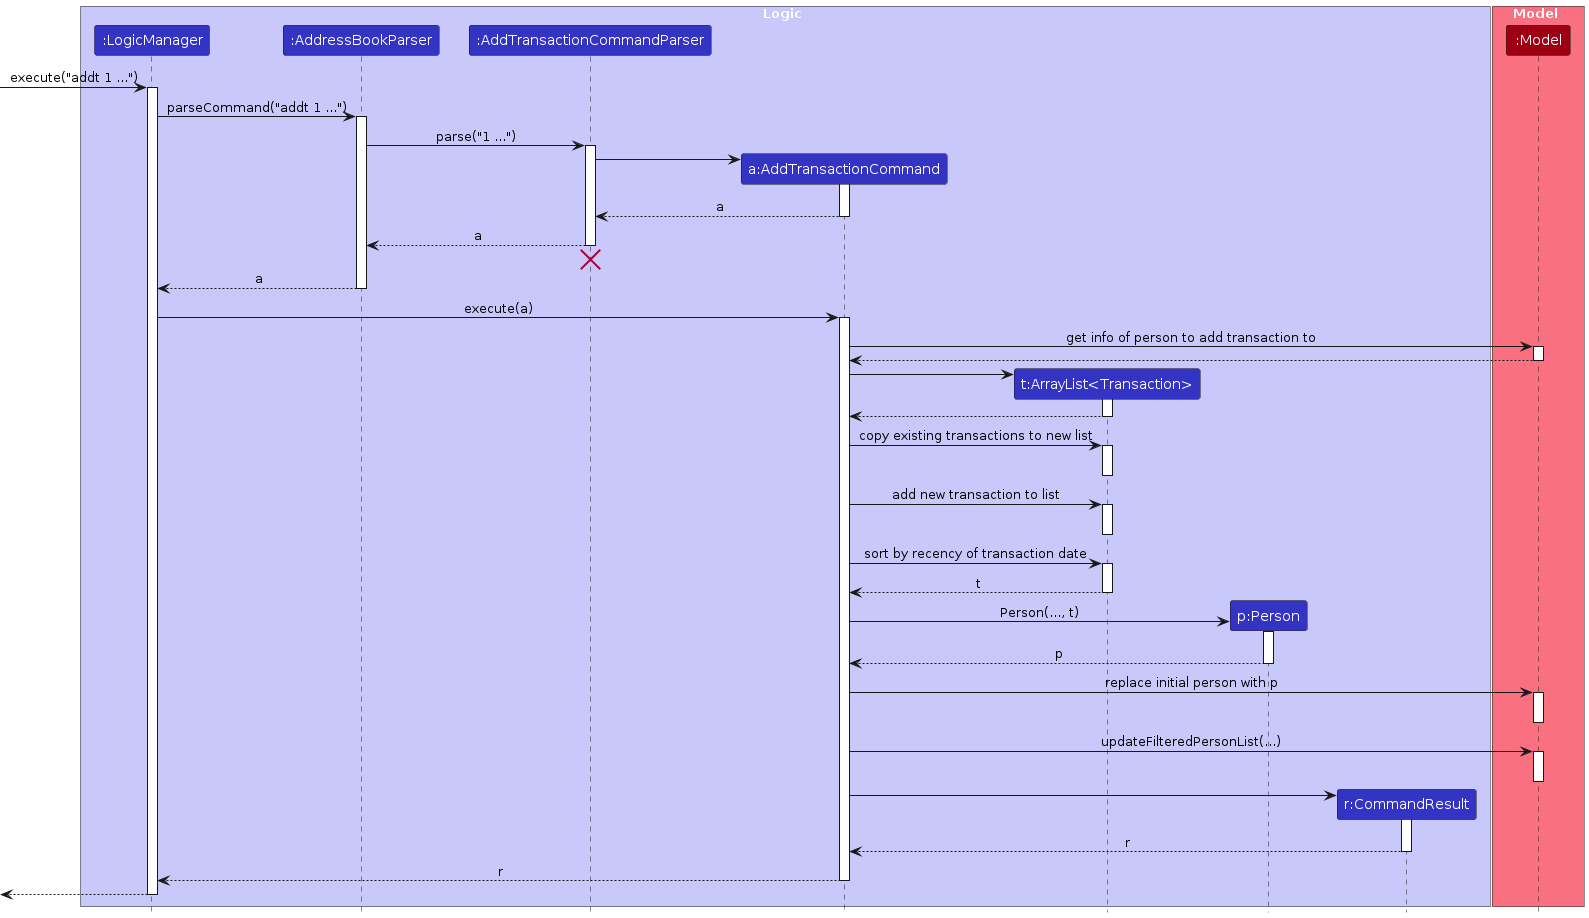 Logic
Model
:LogicManager
:AddressBookParser
:AddTransactionCommandParser
:Model
execute("addt 1 ...")
parseCommand("addt 1 ...")
parse("1 ...")
a:AddTransactionCommand
a
a
a
execute(a)
get info of person to add transaction to
t:ArrayList<Transaction>
copy existing transactions to new list
add new transaction to list
sort by recency of transaction date
t
Person(..., t)
p:Person
p
replace initial person with p
updateFilteredPersonList(...)
r:CommandResult
r
r